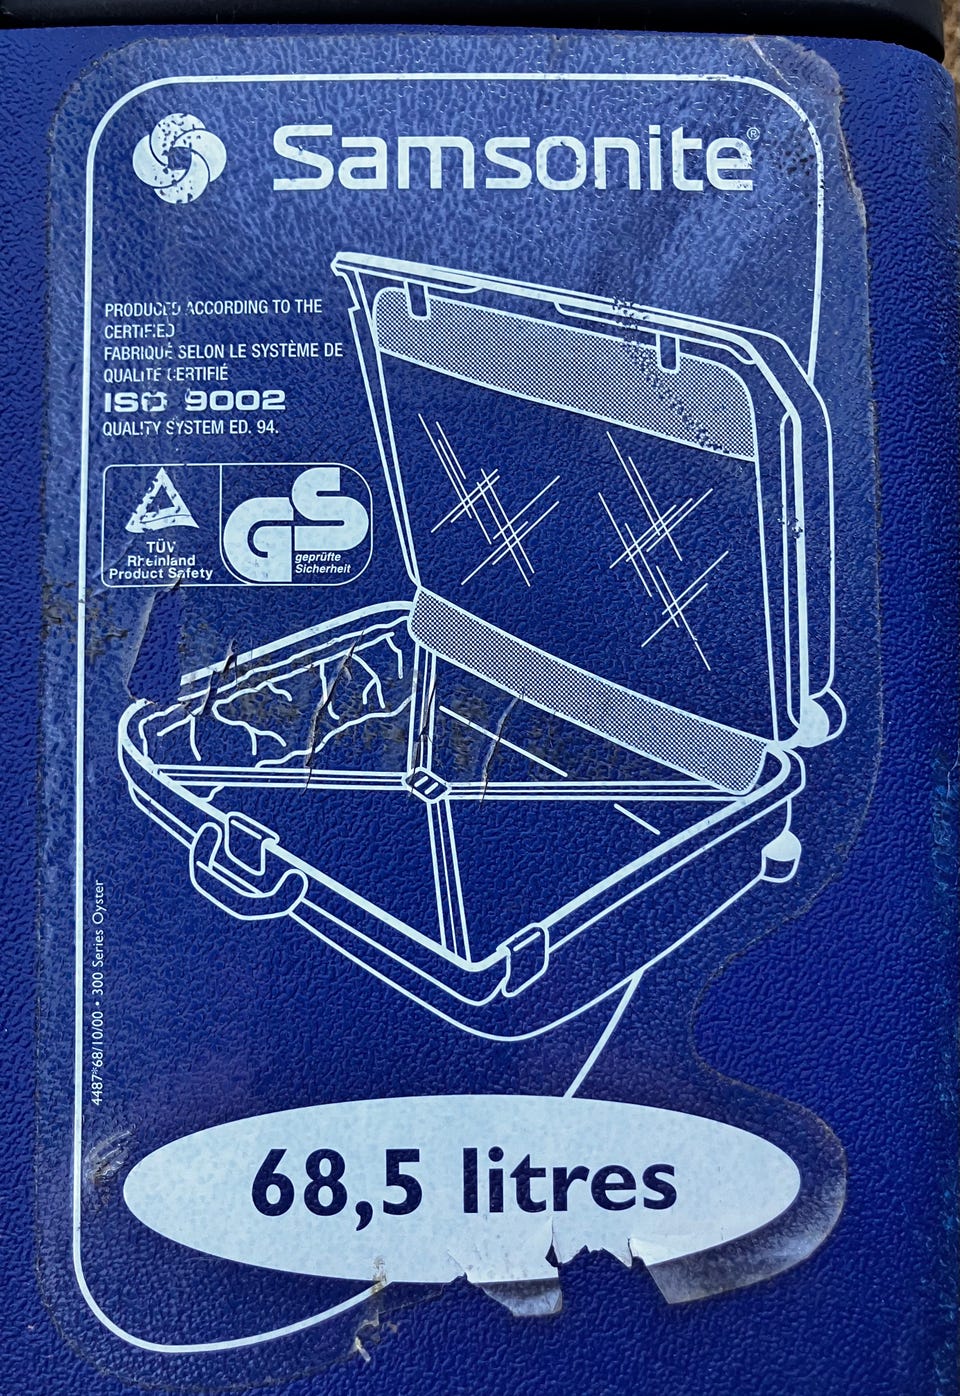 Samsonite®
PRODUCED ACCORDING TO THE
CERTIFIED
FABRIQUÉ SELON LE SYSTÈME DE
QUALITÉ CERTIFIÉ
ISO 9002
QUALITY SYSTEM ED. 94.
TÜV
Rheinland
Product Safety
GS
geprüfte
Sicherheit
4487*68/10/00 • 300 Series Oyster
68,5 litres